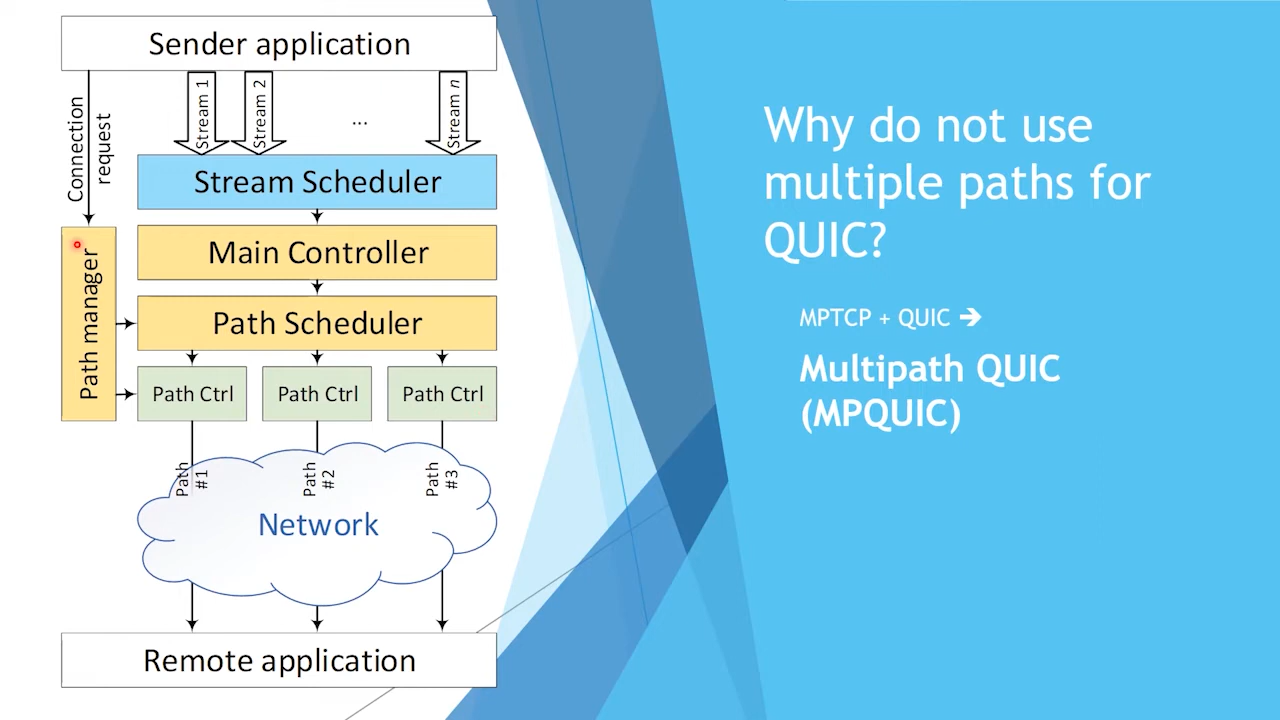 Sender application
Connection
request
Stream 1
Stream 2
...
Stream n
Stream Scheduler
Main Controller
Path manager
Path Scheduler
Path Ctrl
Path Ctrl
Path Ctrl
Path
#1
Path
#2
Path
#3
Network
Remote application
Why do not use
multiple paths for
QUIC?
MPTCP + QUIC ➔
Multipath QUIC
(MPQUIC)